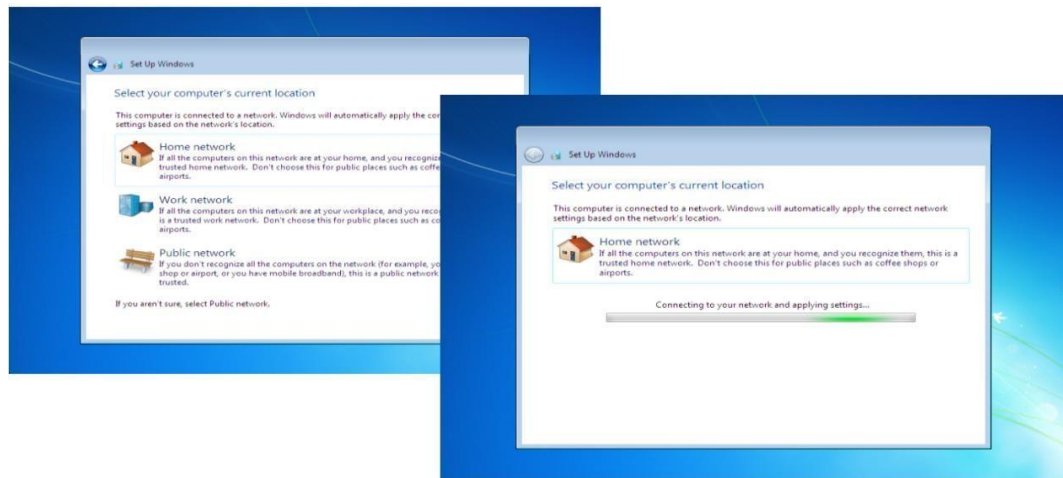 Set Up Windows
Select your computer's current location
This computer is connected to a network. Windows will automatically apply the cor
settings based on the network's location.
Home network
If all the computers on this network are at your home, and you recognize
trusted home network. Don't choose this for public places such as coffe
airports.
Work network
If all the computers on this network are at your workplace, and you reco
is a trusted work network. Don't choose this for public places such as co
airports.
Public network
If you don't recognize all the computers on the network (for example, yo
shop or airport, or you have mobile broadband), this is a public network
trusted.
If you aren't sure, select Public network.
Set Up Windows
Select your computer's current location
This computer is connected to a network. Windows will automatically apply the correct network
settings based on the network's location.
Home network
If all the computers on this network are at your home, and you recognize them, this is a
trusted home network. Don't choose this for public places such as coffee shops or
airports.
Connecting to your network and applying settings...